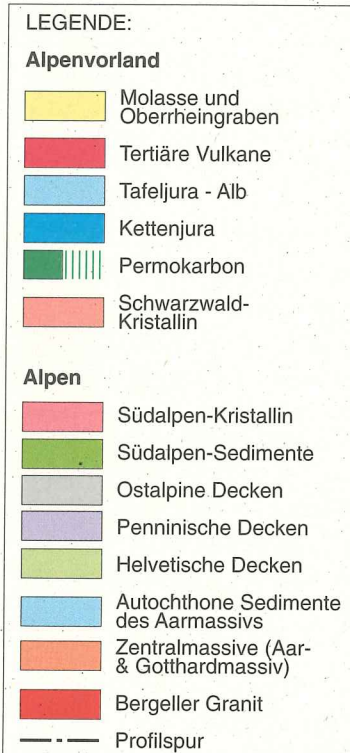 LEGENDE:
Alpenvorland
Molasse und
Oberrheingraben
Tertiäre Vulkane
Tafeljura - Alb
Kettenjura
Permokarbon
Schwarzwald-
Kristallin
Alpen
Südalpen-Kristallin
Südalpen-Sedimente
Ostalpine Decken
Penninische Decken
Helvetische Decken
Autochthone Sedimente
des Aarmassivs
Zentralmassive (Aar-
& Gotthardmassiv)
Bergeller Granit
Profilspur